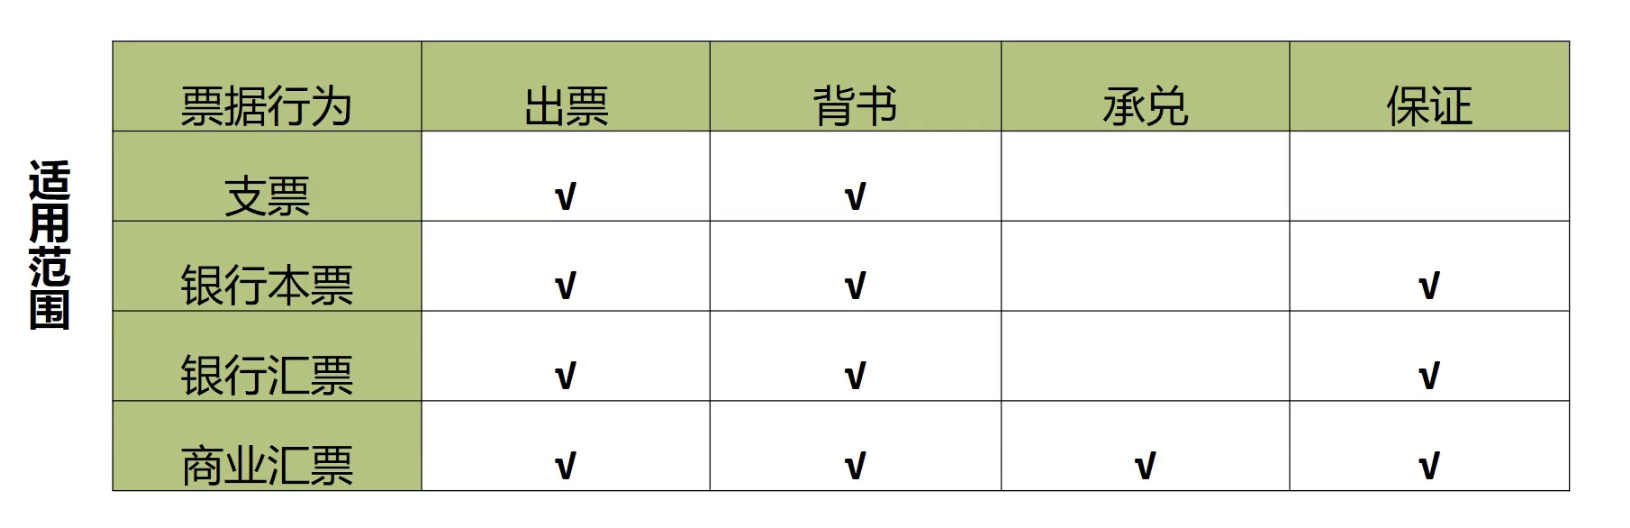 适用范围
票据行为 出票 背书 承兑 保证
支票 √ √
银行本票 √ √ √
银行汇票 √ √ √
商业汇票 √ √ √ √